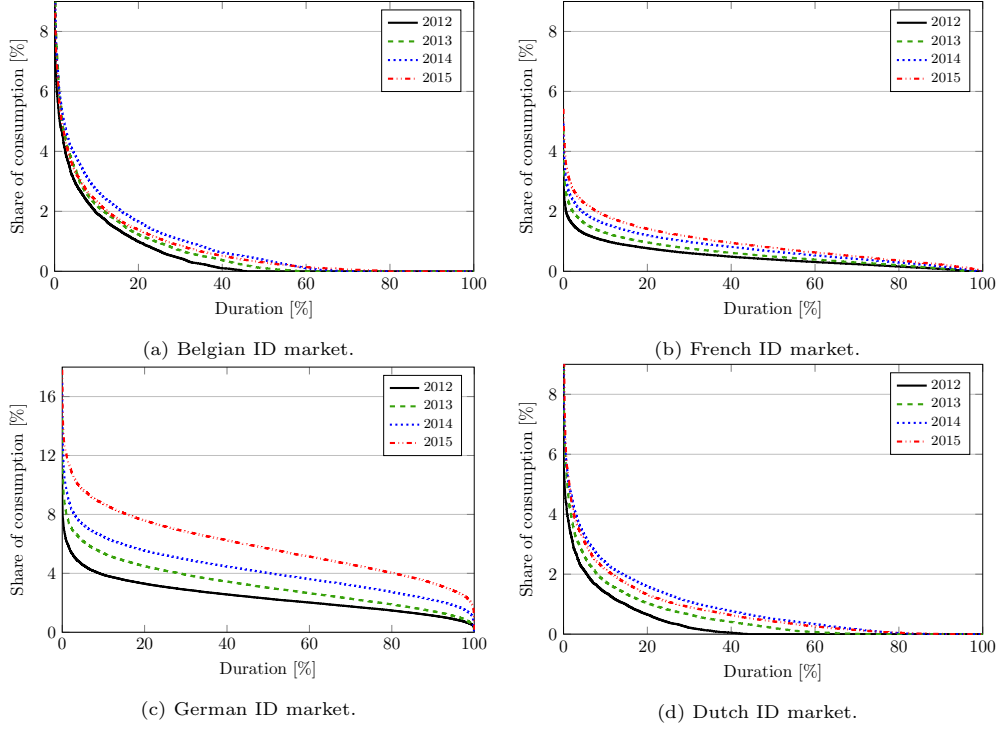 Share of consumption [%]
8
6
4
2
0
0 20 40 60 80 100
Duration [%]
2012
2013
2014
2015
(a) Belgian ID market.
Share of consumption [%]
8
6
4
2
0
0 20 40 60 80 100
Duration [%]
2012
2013
2014
2015
(b) French ID market.
Share of consumption [%]
16
12
8
4
0
0 20 40 60 80 100
Duration [%]
2012
2013
2014
2015
(c) German ID market.
Share of consumption [%]
8
6
4
2
0
0 20 40 60 80 100
Duration [%]
2012
2013
2014
2015
(d) Dutch ID market.